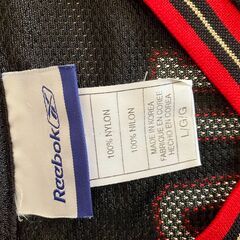 Reebok
100% NYLON
100% NILON
MADE IN KOREA
FABRIQUE EN COREE
HECHO EN COREA
L/G/G